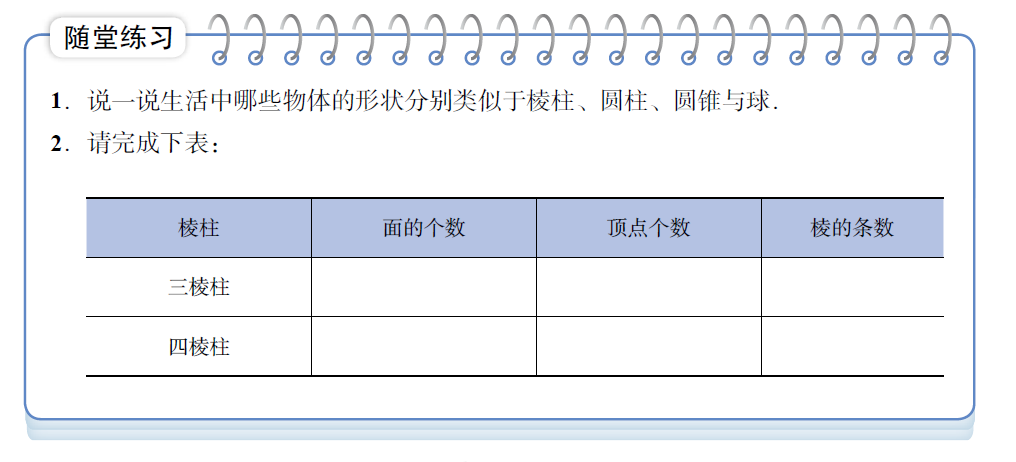 随堂练习
1. 说一说生活中哪些物体的形状分别类似于棱柱、圆柱、圆锥与球.
2. 请完成下表：
棱柱 面的个数 顶点个数 棱的条数
三棱柱
四棱柱